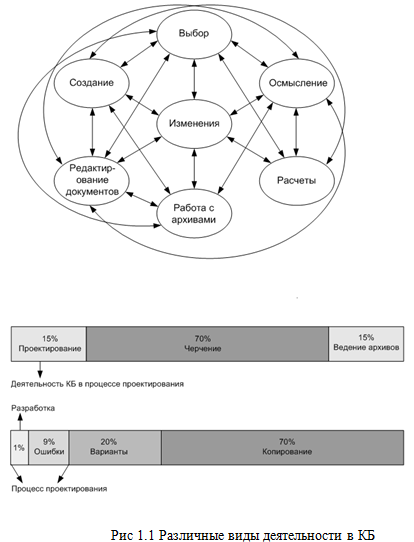 Выбор
Создание
Осмысление
Изменения
Редактир-
ование
документов
Расчеты
Работа с
архивами
15%
Проектирование
70%
Черчение
15%
Ведение архивов
Деятельность КБ в процессе проектирования
Разработка
1%
9%
Ошибки
20%
Варианты
70%
Копирование
Процесс проектирования
Рис 1.1 Различные виды деятельности в КБ